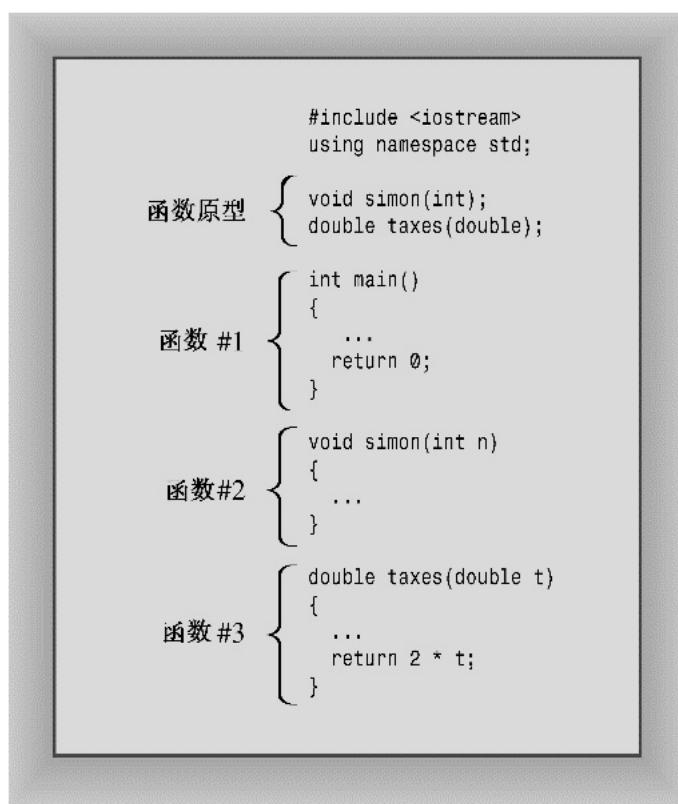 #include <iostream>
using namespace std;
函数原型
void simon(int);
double taxes(double);
函数 #1
int main()
{
...
return 0;
}
函数#2
void simon(int n)
{
...
}
函数 #3
double taxes(double t)
{
...
return 2 * t;
}